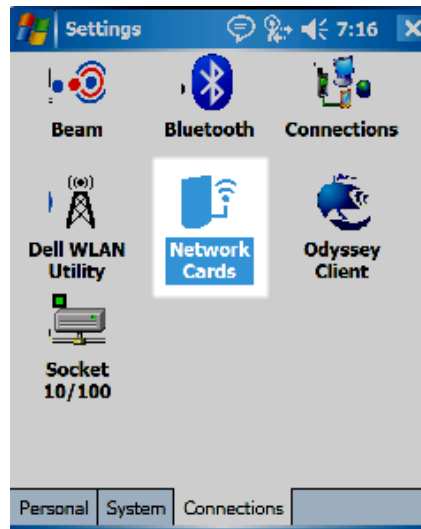 Settings 7:16
Beam
Bluetooth
Connections
Dell WLAN
Utility
Network
Cards
Odyssey
Client
Socket
10/100
Personal System Connections